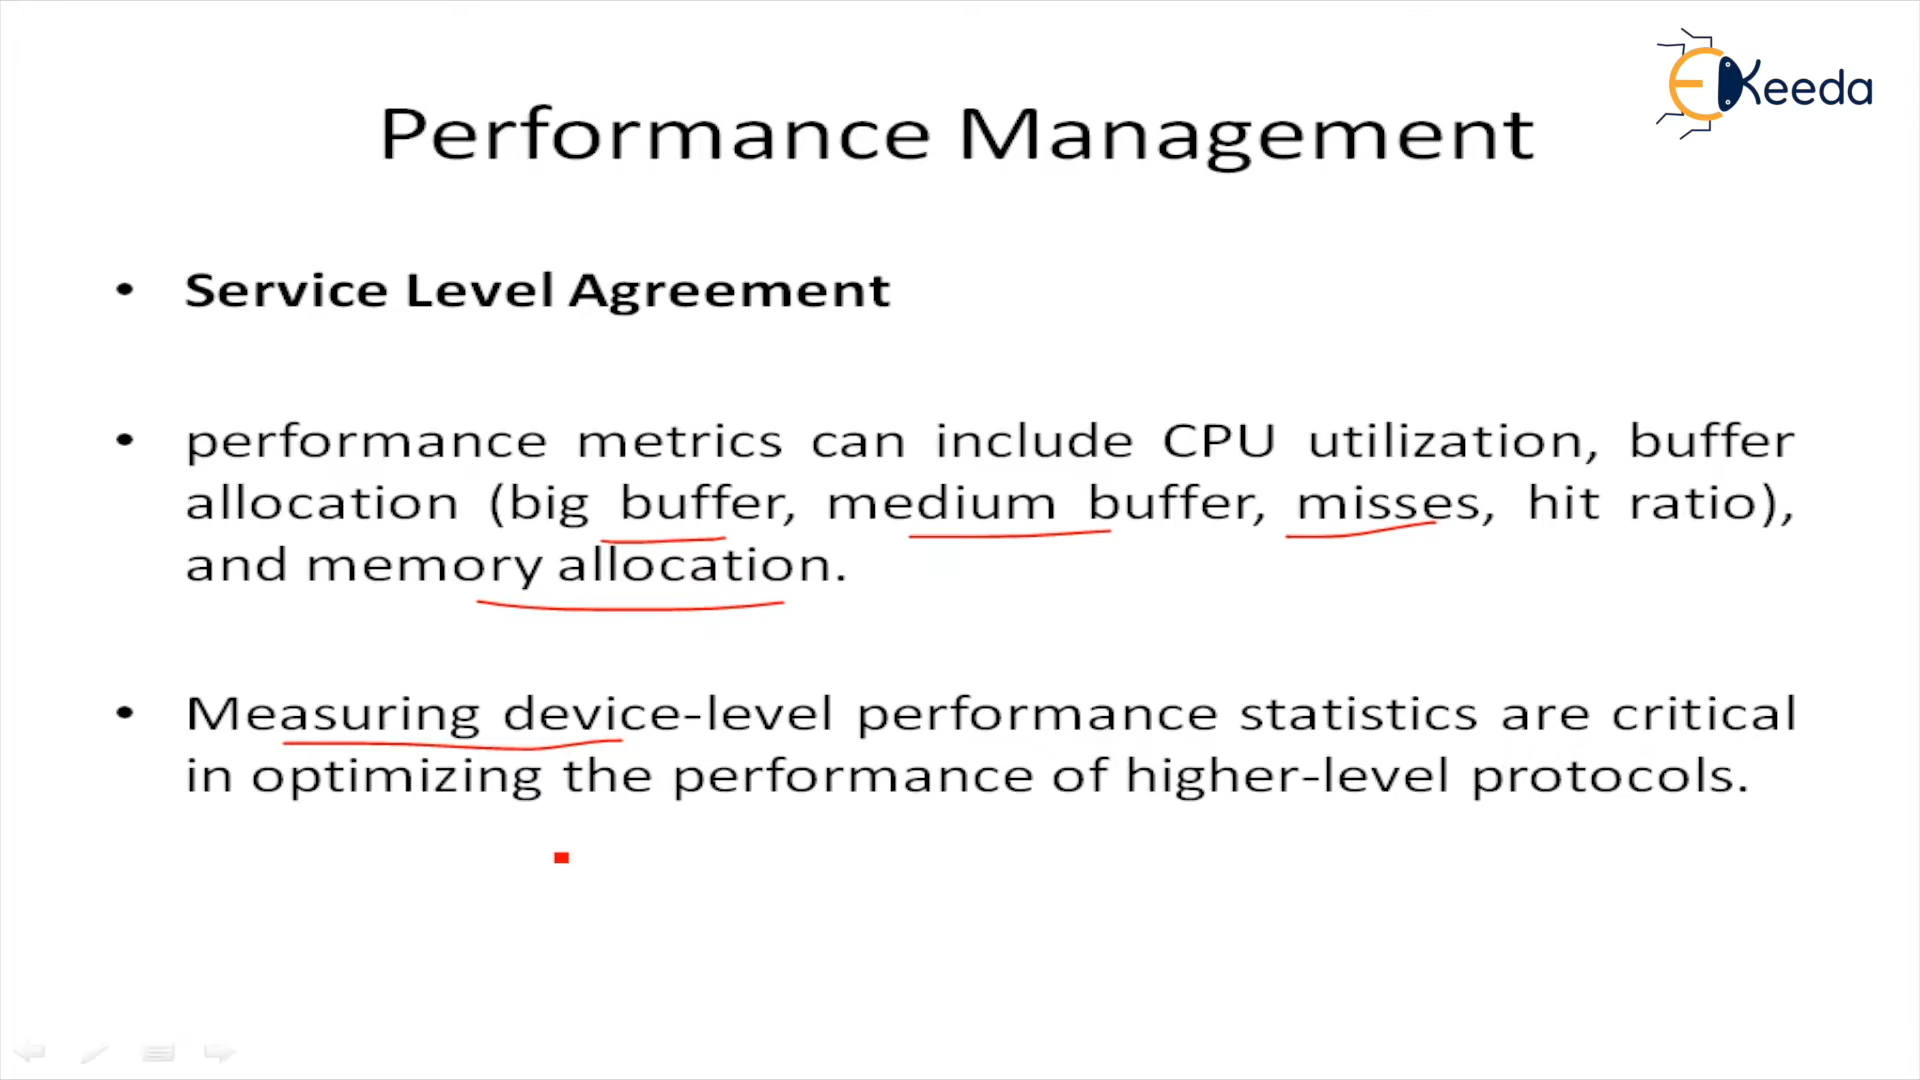 EKeeda
Performance Management
• Service Level Agreement
• performance metrics can include CPU utilization, buffer
allocation (big buffer, medium buffer, misses, hit ratio),
and memory allocation.
• Measuring device-level performance statistics are critical
in optimizing the performance of higher-level protocols.